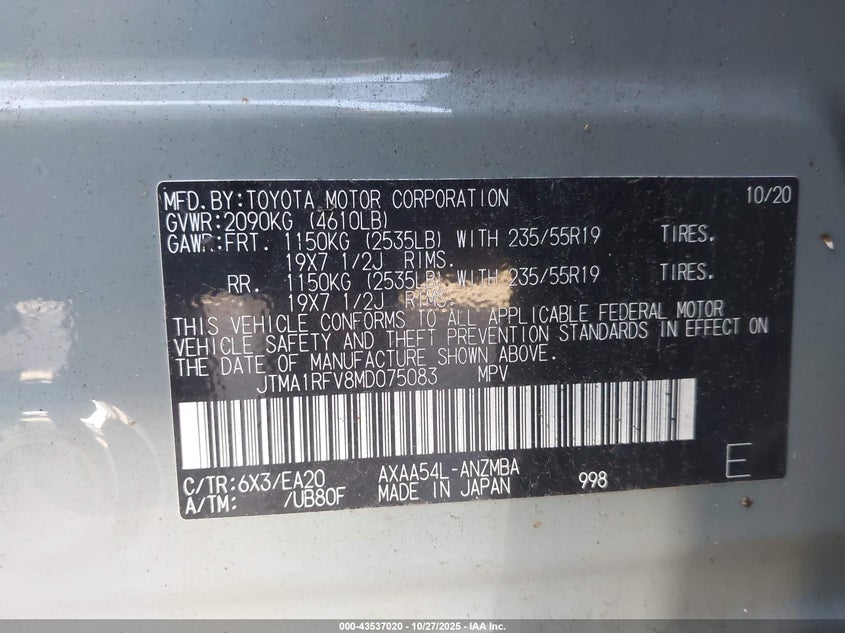 MFD.BY:TOYOTA MOTOR CORPORATION 10/20
GVWR:2090KG (4610LB)
GAWR:FRT. 1150KG (2535LB) WITH 235/55R19 TIRES.
19X7 1/2J RIMS.
RR. 1150KG (2535LB) WITH 235/55R19 TIRES.
19X7 1/2J RIMS.
THIS VEHICLE CONFORMS TO ALL APPLICABLE FEDERAL MOTOR
VEHICLE SAFETY AND THEFT PREVENTION STANDARDS IN EFFECT ON
THE DATE OF MANUFACTURE SHOWN ABOVE.
JTMA1RFV8MD075083 MPV
C/TR:6X3/EA20 AXAA54L-ANZMBA
A/TM: /UB80F MADE IN JAPAN 998 E
000-43537020 - 10/27/2025 - IAA Inc.